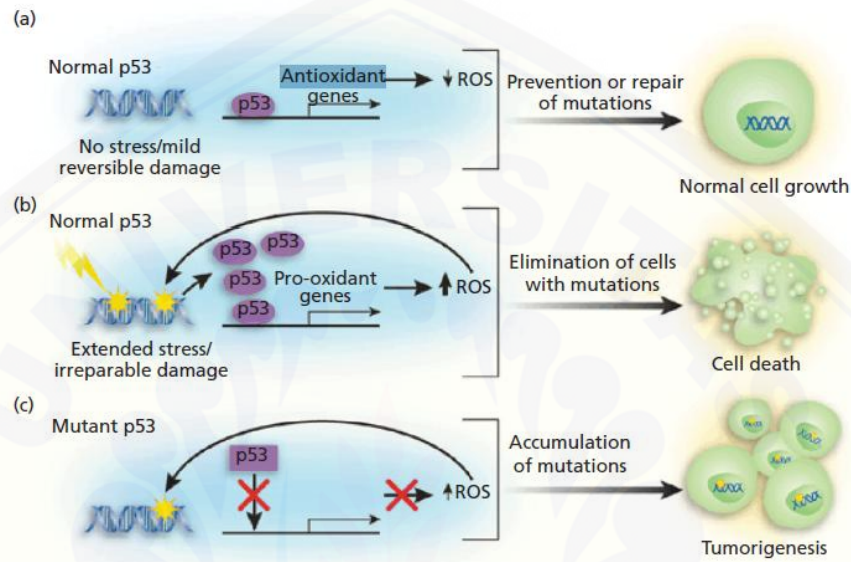 (a)
Normal p53
Antioxidant
genes
p53
ROS
No stress/mild
reversible damage
Prevention or repair
of mutations
Normal cell growth
(b)
Normal p53
p53
p53
p53
p53
Pro-oxidant
genes
ROS
Extended stress/
irreparable damage
Elimination of cells
with mutations
Cell death
(c)
Mutant p53
p53
ROS
Accumulation
of mutations
Tumorigenesis
UNIVERSIT